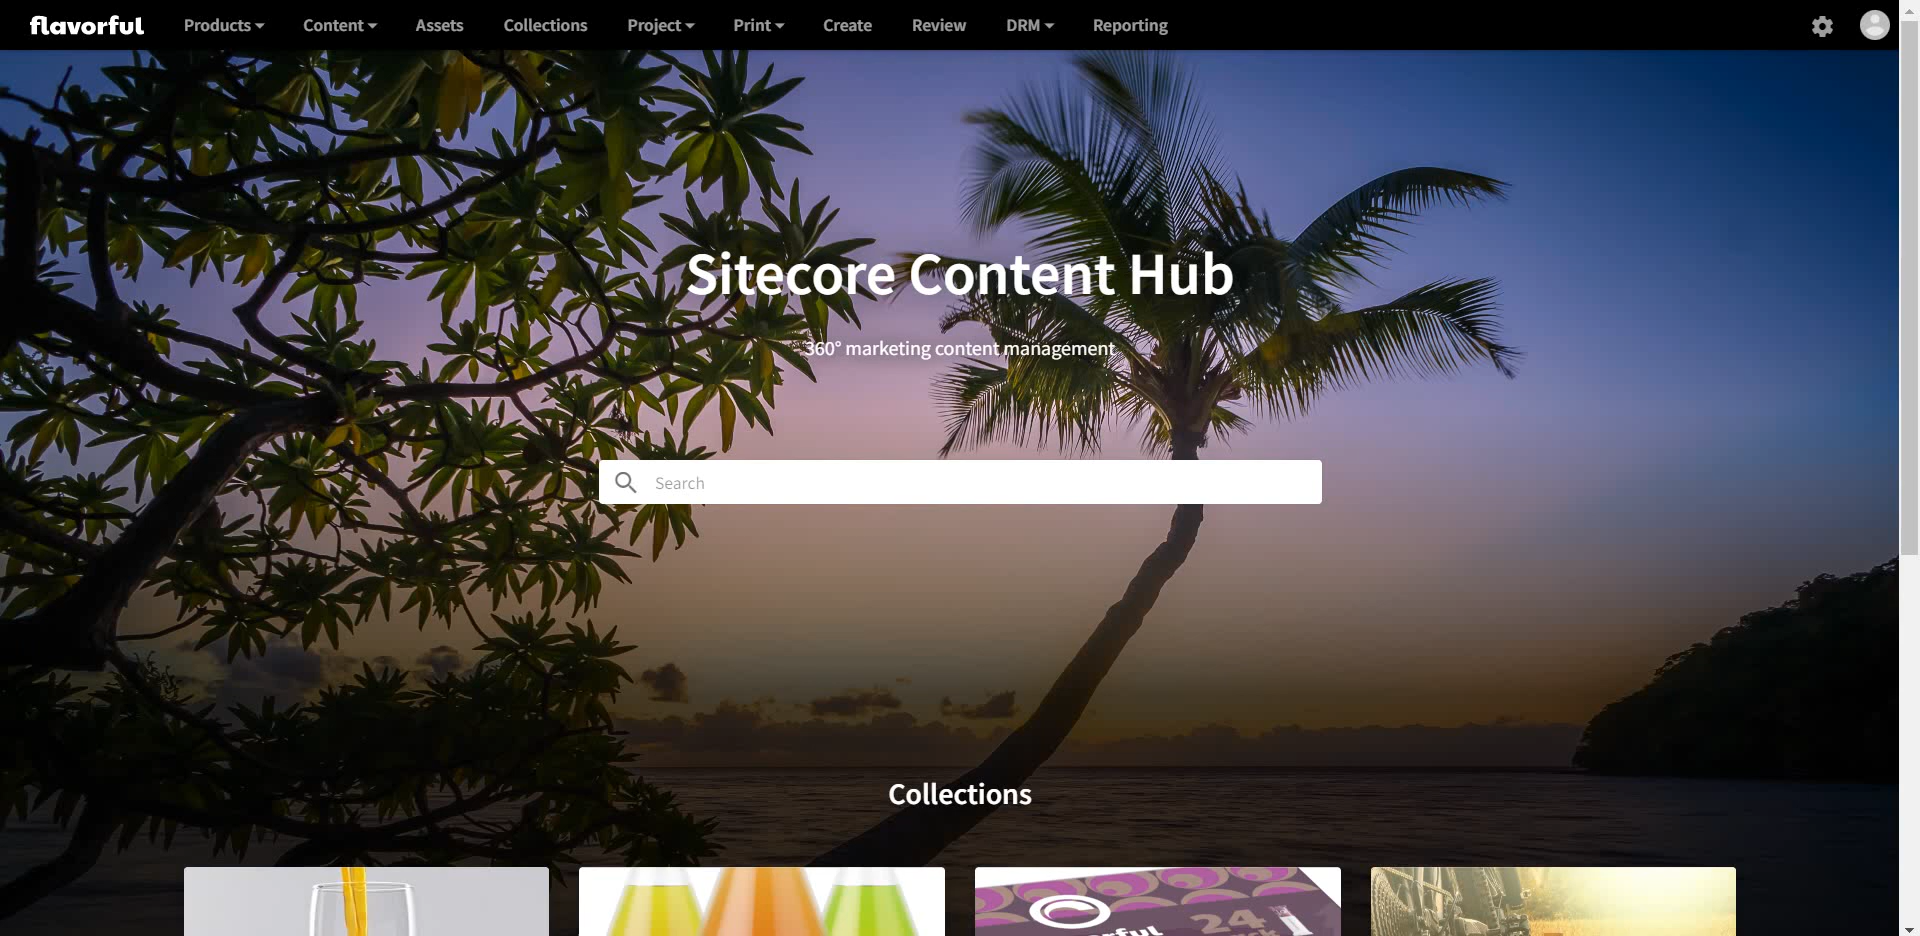 flavorful Products Content Assets Collections Project Print Create Review DRM Reporting
Sitecore Content Hub
360° marketing content management
Search
Collections
24